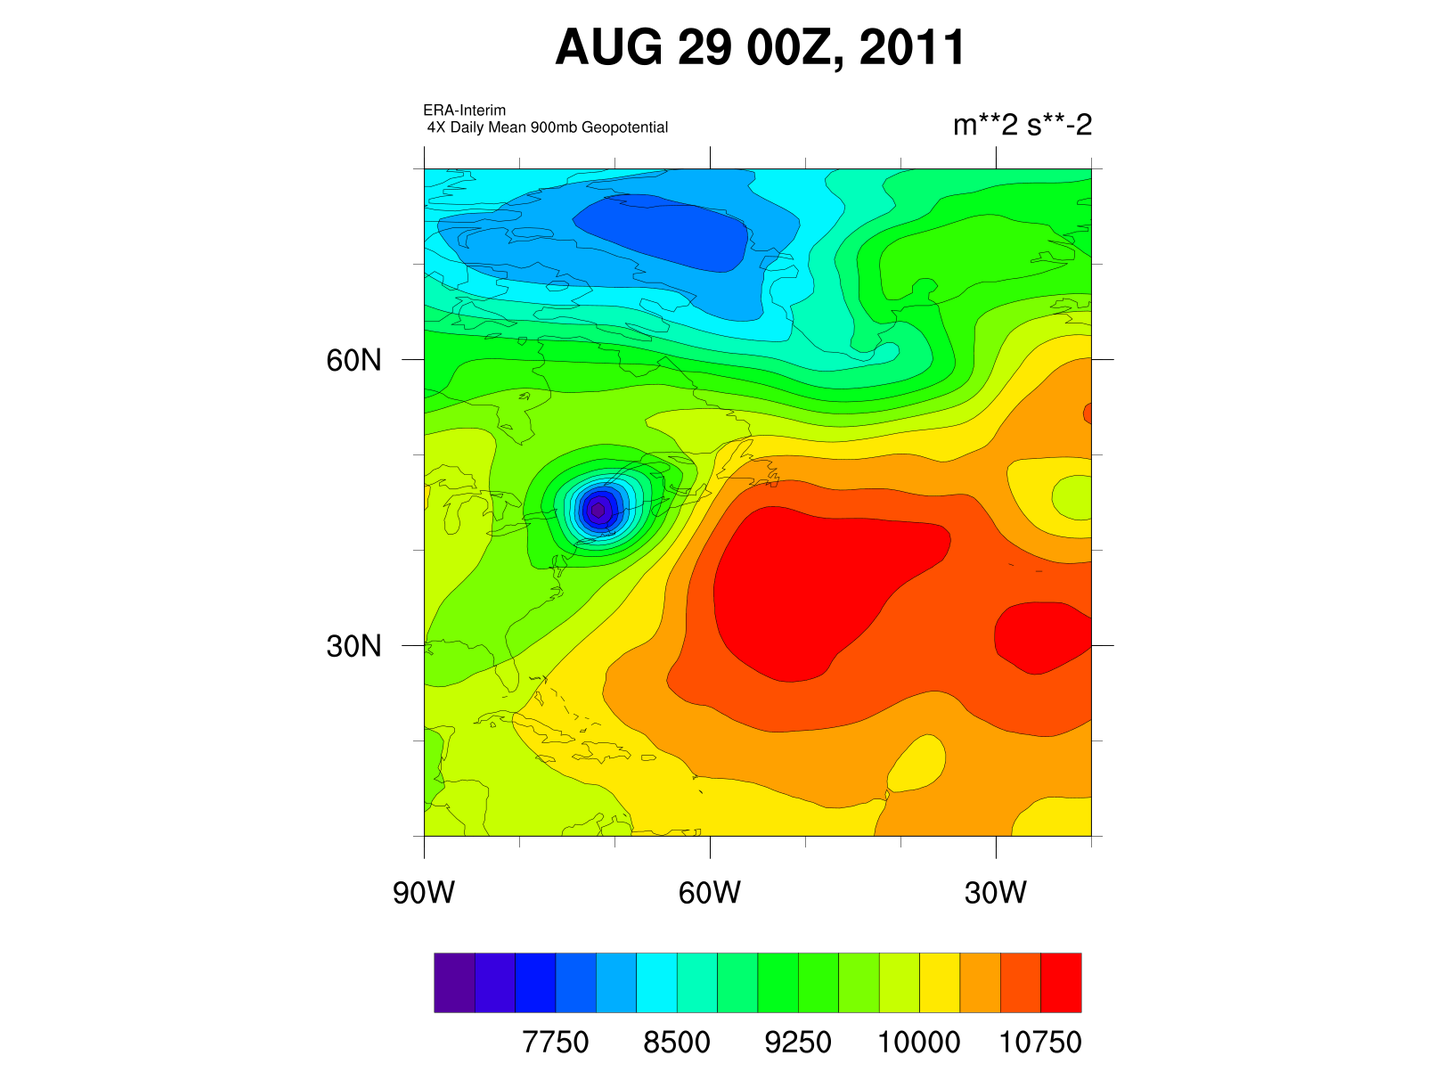 AUG 29 00Z, 2011
ERA-Interim
4X Daily Mean 900mb Geopotential
m**2 s**-2
60N
30N
90W 60W 30W
7750 8500 9250 10000 10750